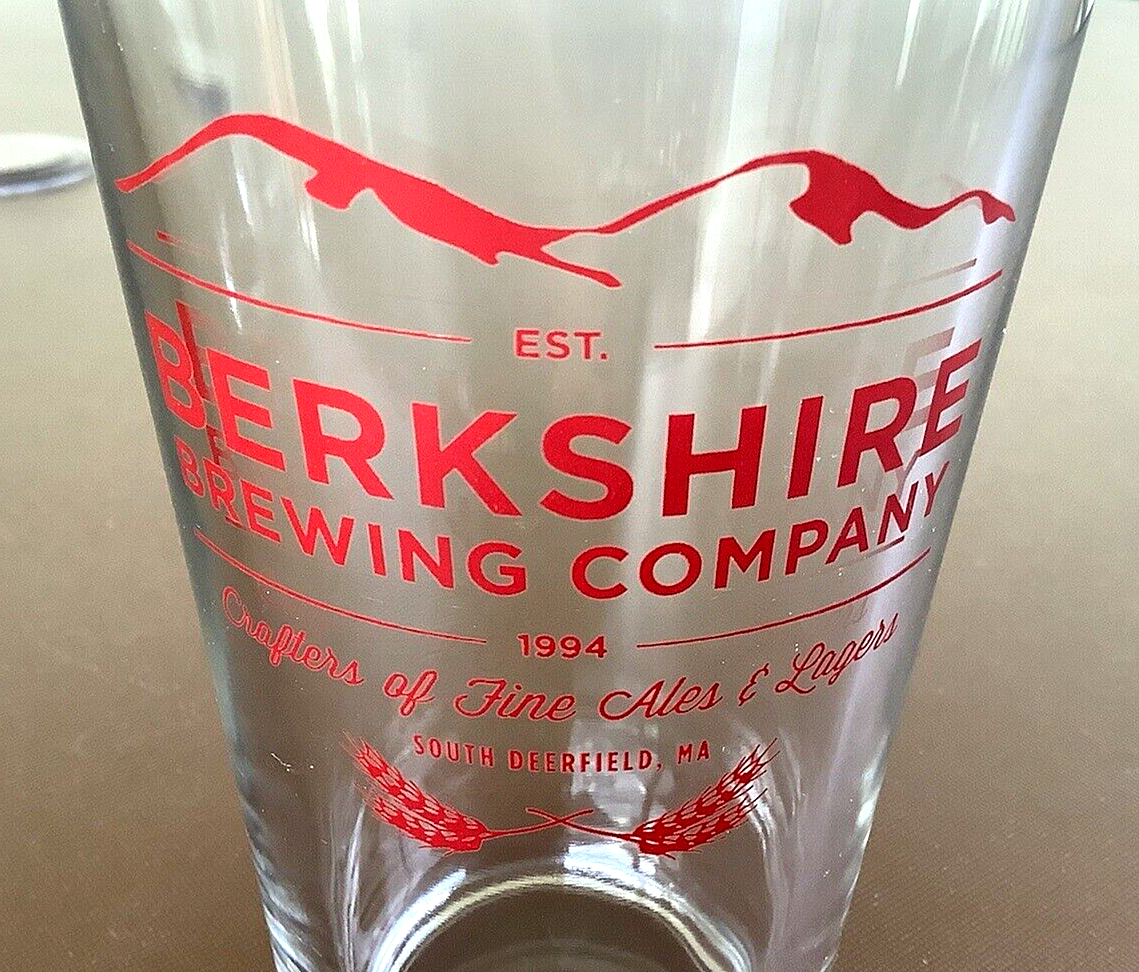 EST.
BERKSHIRE
BREWING COMPANY
1994
Crafters of Fine Ales & Lagers
SOUTH DEERFIELD, MA